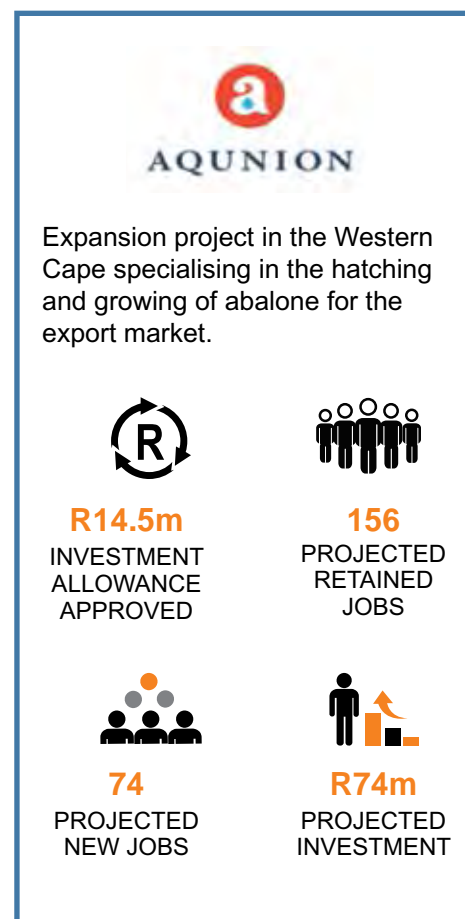 a
AQUNION
Expansion project in the Western
Cape specialising in the hatching
and growing of abalone for the
export market.
R
R14.5m
INVESTMENT
ALLOWANCE
APPROVED
156
PROJECTED
RETAINED
JOBS
74
PROJECTED
NEW JOBS
R74m
PROJECTED
INVESTMENT